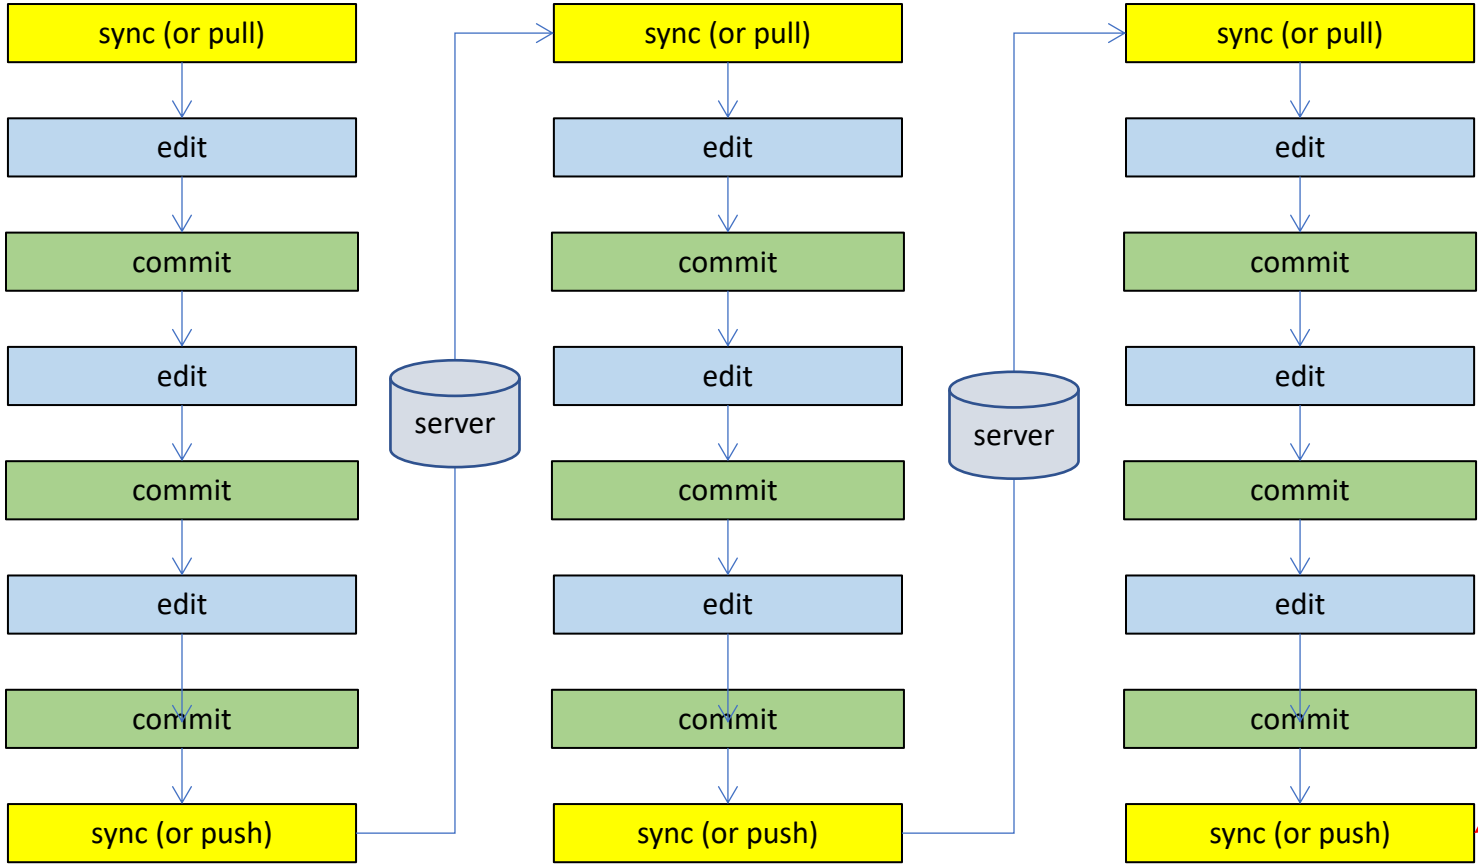 sync (or pull)
edit
commit
edit
commit
edit
commit
sync (or push)
server
sync (or pull)
edit
commit
edit
commit
edit
commit
sync (or push)
server
sync (or pull)
edit
commit
edit
commit
edit
commit
sync (or push)